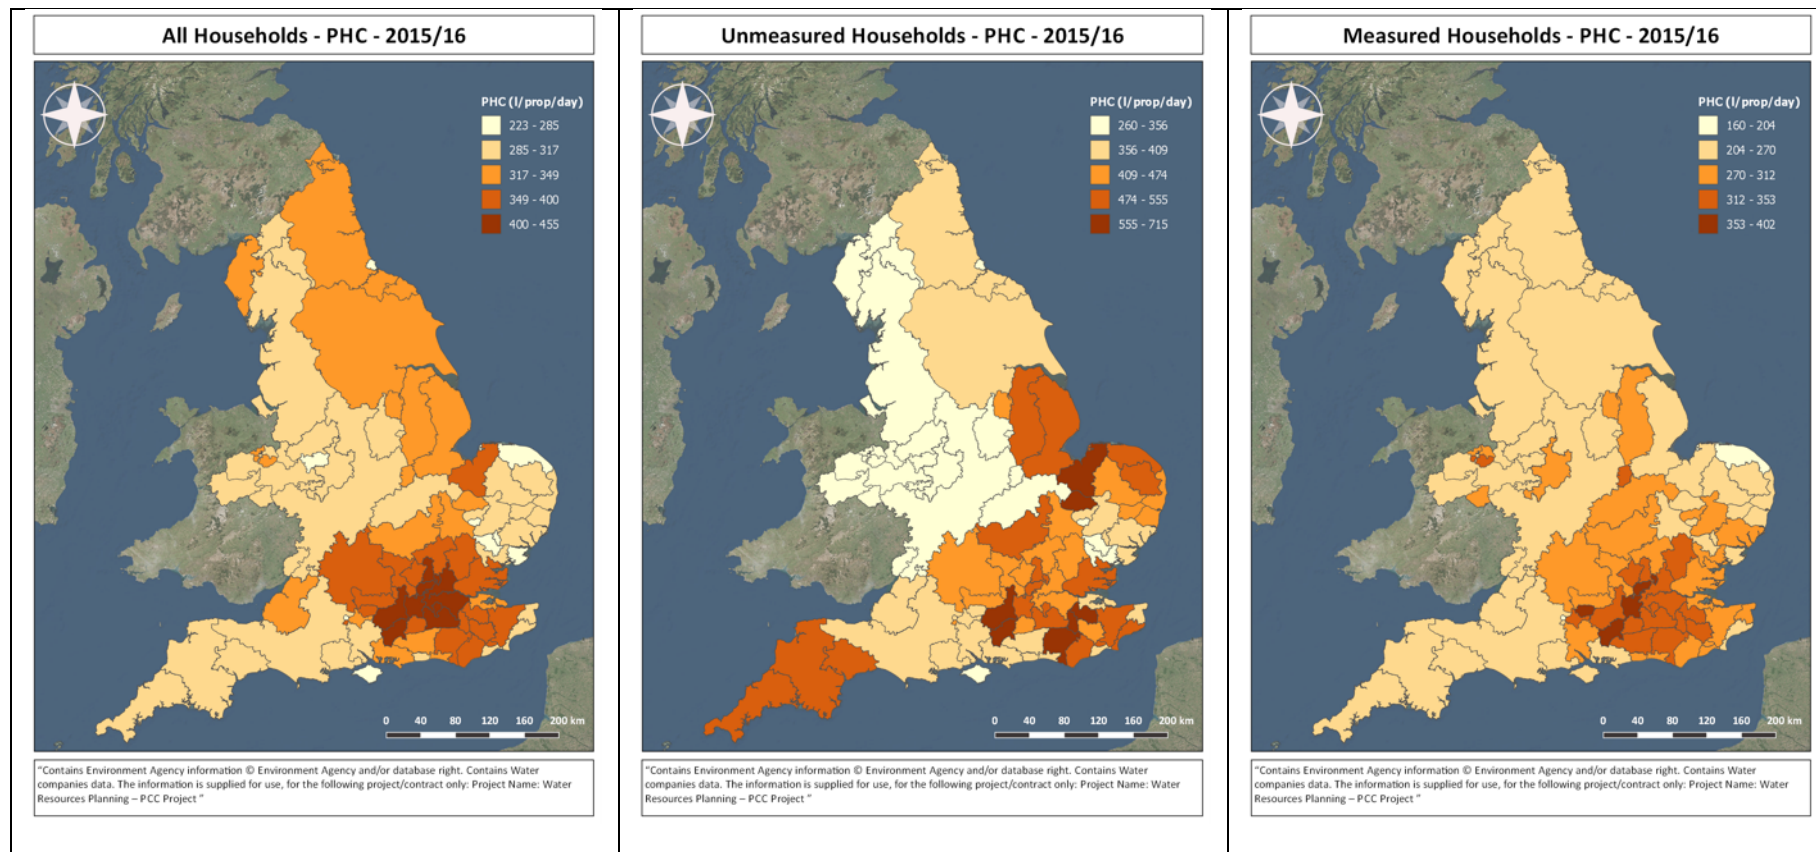 All Households - PHC - 2015/16
PHC (l/prop/day)
223 - 285
285 - 317
317 - 349
349 - 400
400 - 455
0 40 80 120 160 200 km
"Contains Environment Agency information © Environment Agency and/or database right. Contains Water
companies data. The information is supplied for use, for the following project/contract only: Project Name: Water
Resources Planning – PCC Project "
Unmeasured Households - PHC - 2015/16
PHC (l/prop/day)
260 - 356
356 - 409
409 - 474
474 - 555
555 - 715
0 40 80 120 160 200 km
"Contains Environment Agency information © Environment Agency and/or database right. Contains Water
companies data. The information is supplied for use, for the following project/contract only: Project Name: Water
Resources Planning – PCC Project "
Measured Households - PHC - 2015/16
PHC (l/prop/day)
160 - 204
204 - 270
270 - 312
312 - 353
353 - 402
0 40 80 120 160 200 km
"Contains Environment Agency information © Environment Agency and/or database right. Contains Water
companies data. The information is supplied for use, for the following project/contract only: Project Name: Water
Resources Planning – PCC Project "